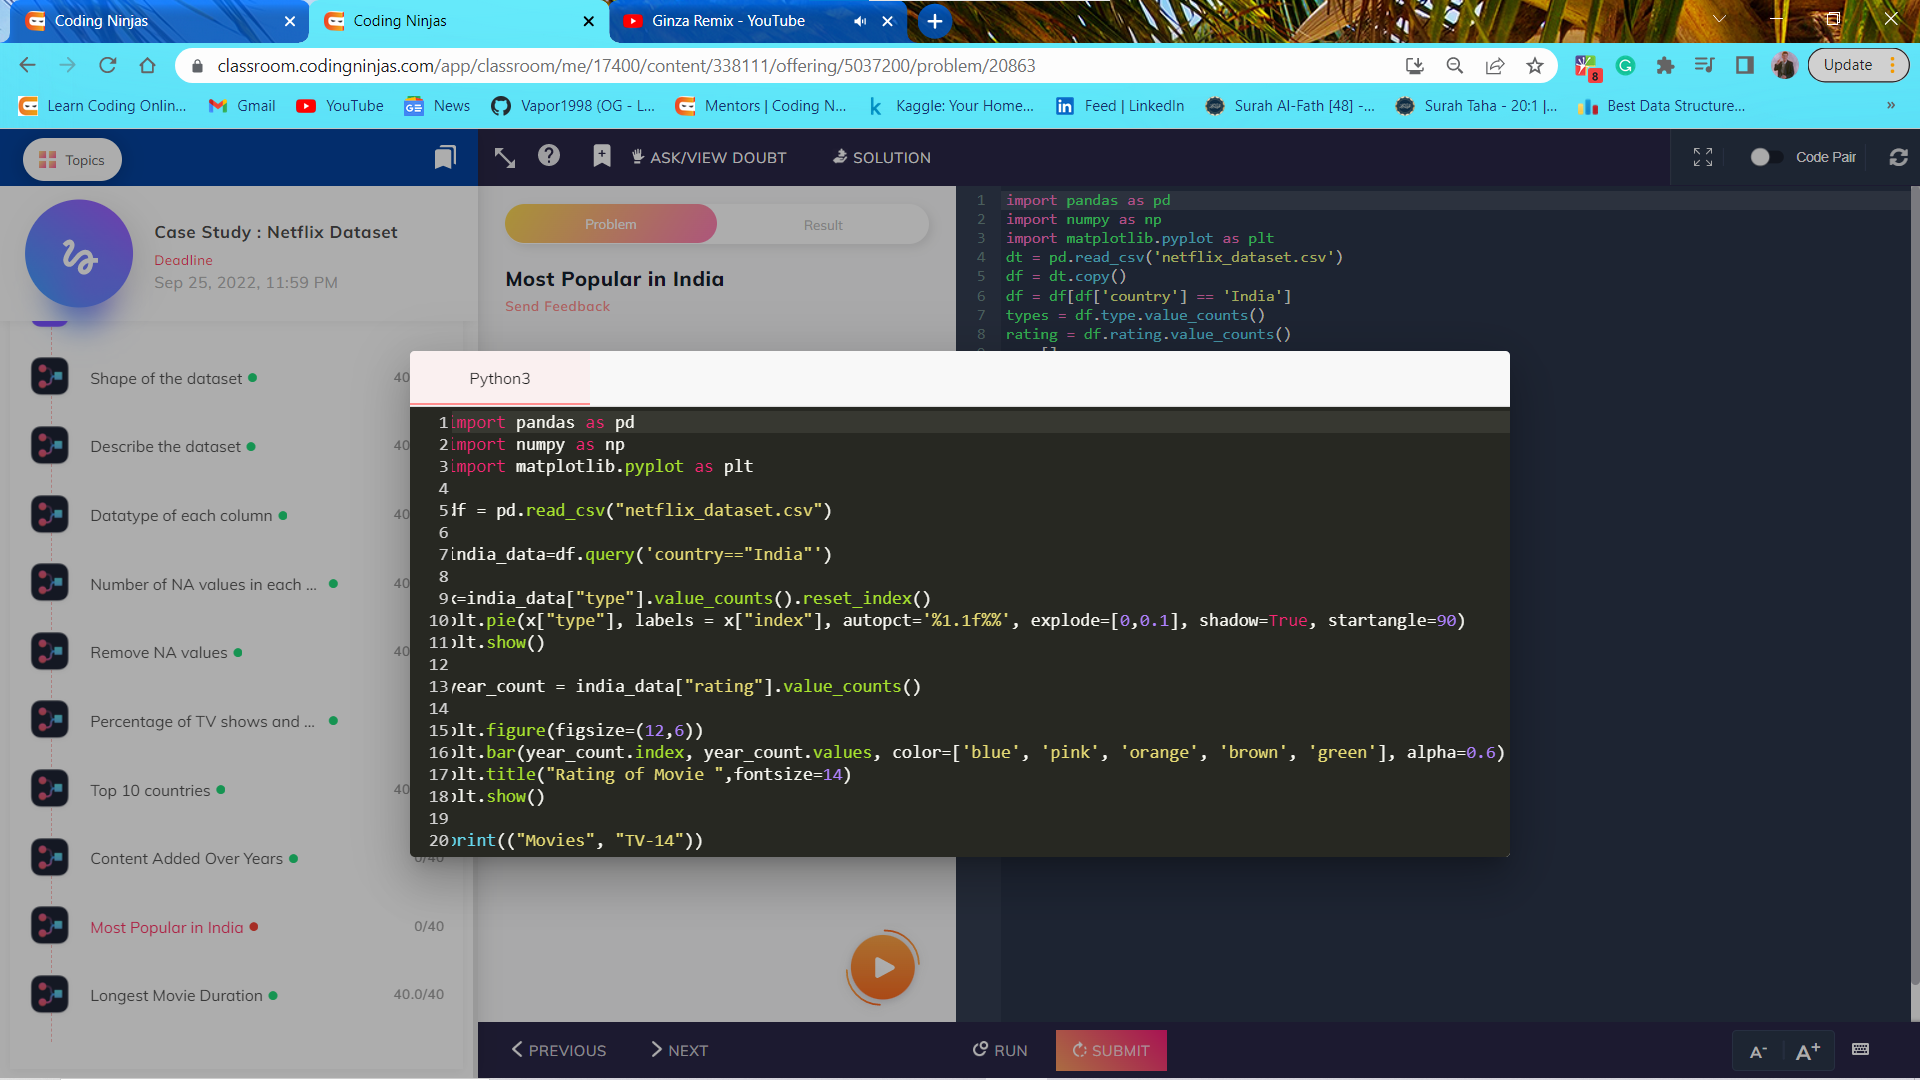 Coding Ninjas
Coding Ninjas
Ginza Remix - YouTube
classroom.codingninjas.com/app/classroom/me/17400/content/338111/offering/5037200/problem/20863
8
Update
Learn Coding Onlin...
Gmail
YouTube
News
Vapor1998 (OG - L...
Mentors | Coding N...
Kaggle: Your Home...
Feed | LinkedIn
Surah Al-Fath [48] -...
Surah Taha - 20:1 |...
Best Data Structure...
»
Topics
ASK/VIEW DOUBT
SOLUTION
Code Pair
Case Study : Netflix Dataset
Deadline
Sep 25, 2022, 11:59 PM
Shape of the dataset
40
Describe the dataset
40
Datatype of each column
40
Number of NA values in each ...
40
Remove NA values
40
Percentage of TV shows and ...
Top 10 countries
40
Content Added Over Years
0/40
Most Popular in India
0/40
Longest Movie Duration
40.0/40
Problem
Result
Most Popular in India
Send Feedback
1 import pandas as pd
2 import numpy as np
3 import matplotlib.pyplot as plt
4 dt = pd.read_csv('netflix_dataset.csv')
5 df = dt.copy()
6 df = df[df['country'] == 'India']
7 types = df.type.value_counts()
8 rating = df.rating.value_counts()
Python3
1 import pandas as pd
2 import numpy as np
3 import matplotlib.pyplot as plt
4
5 df = pd.read_csv("netflix_dataset.csv")
6
7 india_data=df.query('country=="India"')
8
9 x=india_data["type"].value_counts().reset_index()
10 plt.pie(x["type"], labels = x["index"], autopct='%1.1f%%', explode=[0,0.1], shadow=True, startangle=90)
11 plt.show()
12
13 year_count = india_data["rating"].value_counts()
14
15 plt.figure(figsize=(12,6))
16 plt.bar(year_count.index, year_count.values, color=['blue', 'pink', 'orange', 'brown', 'green'], alpha=0.6)
17 plt.title("Rating of Movie ",fontsize=14)
18 plt.show()
19
20 print(("Movies", "TV-14"))
PREVIOUS
NEXT
RUN
SUBMIT
A-
A+